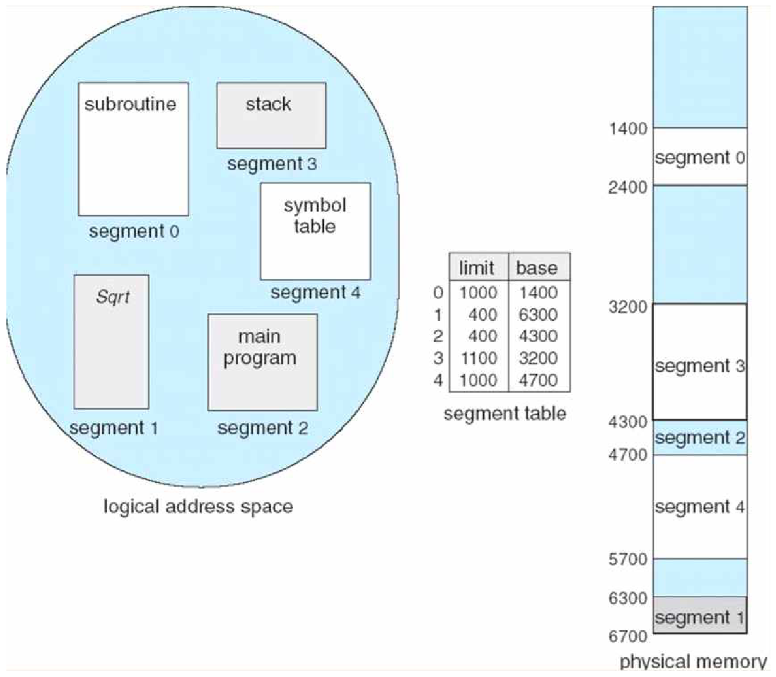 subroutine
segment 0
stack
segment 3
symbol
table
segment 4
Sqrt
segment 1
main
program
segment 2
logical address space
limit base
0 1000 1400
1 400 6300
2 400 4300
3 1100 3200
4 1000 4700
segment table
1400
segment 0
2400
3200
segment 3
4300
segment 2
4700
segment 4
5700
6300
segment 1
6700
physical memory